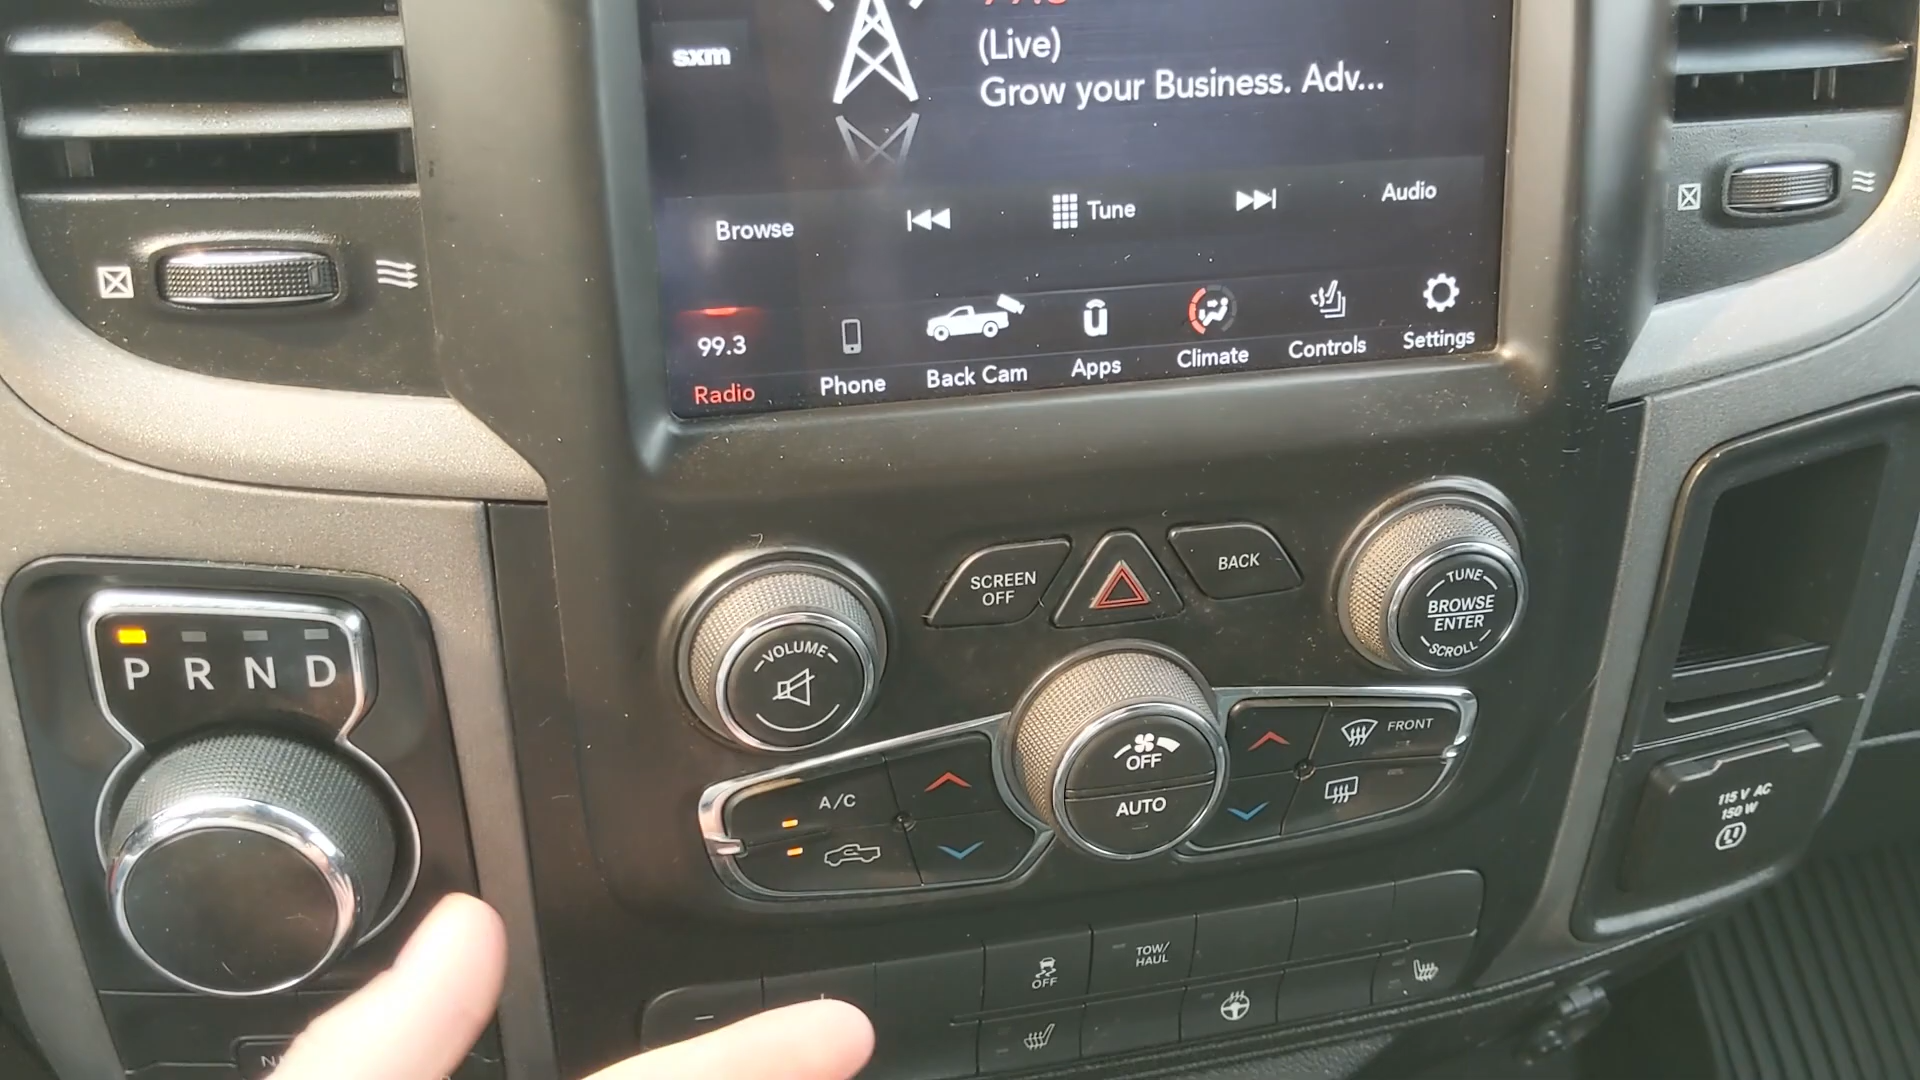 sxm
(Live)
Grow your Business. Adv...
Browse
Tune
Audio
99.3
Radio
Phone
Back Cam
Apps
Climate
Controls
Settings
SCREEN
OFF
BACK
TUNE
BROWSE
ENTER
SCROLL
VOLUME
P R N D
OFF
AUTO
FRONT
A/C
115 V AC
150 W
OFF
TOW/
HAUL